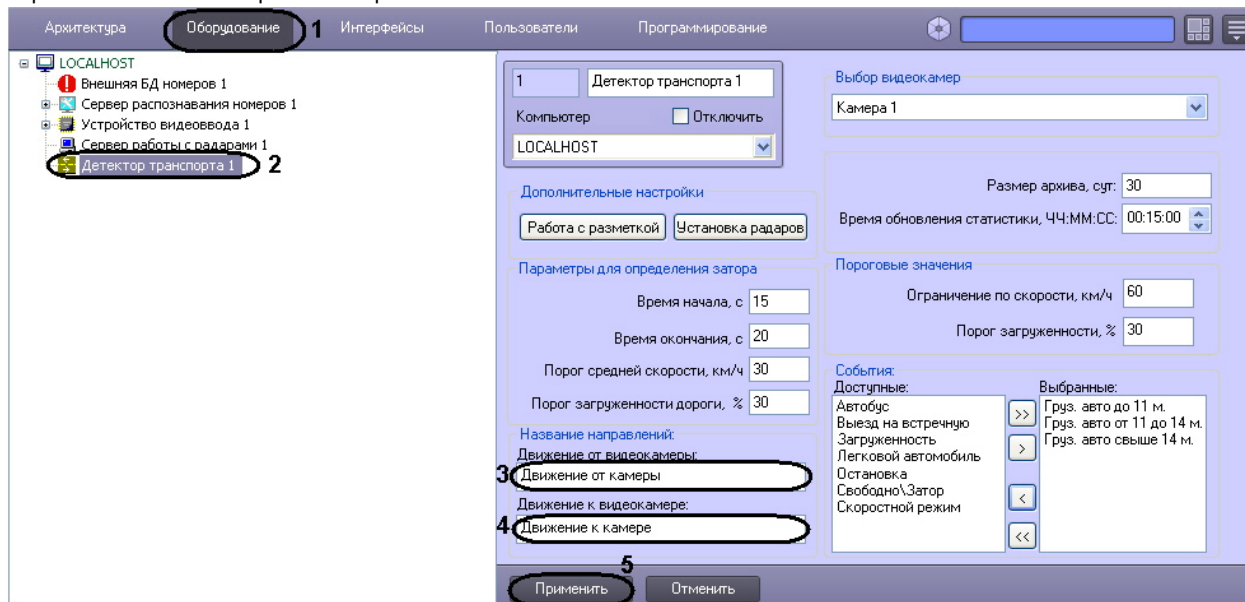 Архитектура Оборудование 1 Интерфейсы Пользователи Программирование
LOCALHOST
Внешняя БД номеров 1
Сервер распознавания номеров 1
Устройство видеоввода 1
Сервер работы с радарами 1
Детектор транспорта 1 2
1 Детектор транспорта 1
Компьютер Отключить
LOCALHOST
Дополнительные настройки
Работа с разметкой Установка радаров
Параметры для определения затора
Время начала, с 15
Время окончания, с 20
Порог средней скорости, км/ч 30
Порог загруженности дороги, % 30
Название направлений:
Движение от видеокамеры:
3 Движение от камеры
Движение к видеокамере:
4 Движение к камере
Выбор видеокамер
Камера 1
Размер архива, сут: 30
Время обновления статистики, ЧЧ:ММ:СС: 00:15:00
Пороговые значения
Ограничение по скорости, км/ч 60
Порог загруженности, % 30
События:
Доступные:
Автобус
Выезд на встречную
Загруженность
Легковой автомобиль
Остановка
Свободно\Затор
Скоростной режим
>>
>
<
<<
Выбранные:
Груз. авто до 11 м.
Груз. авто от 11 до 14 м.
Груз. авто свыше 14 м.
5
Применить Отменить